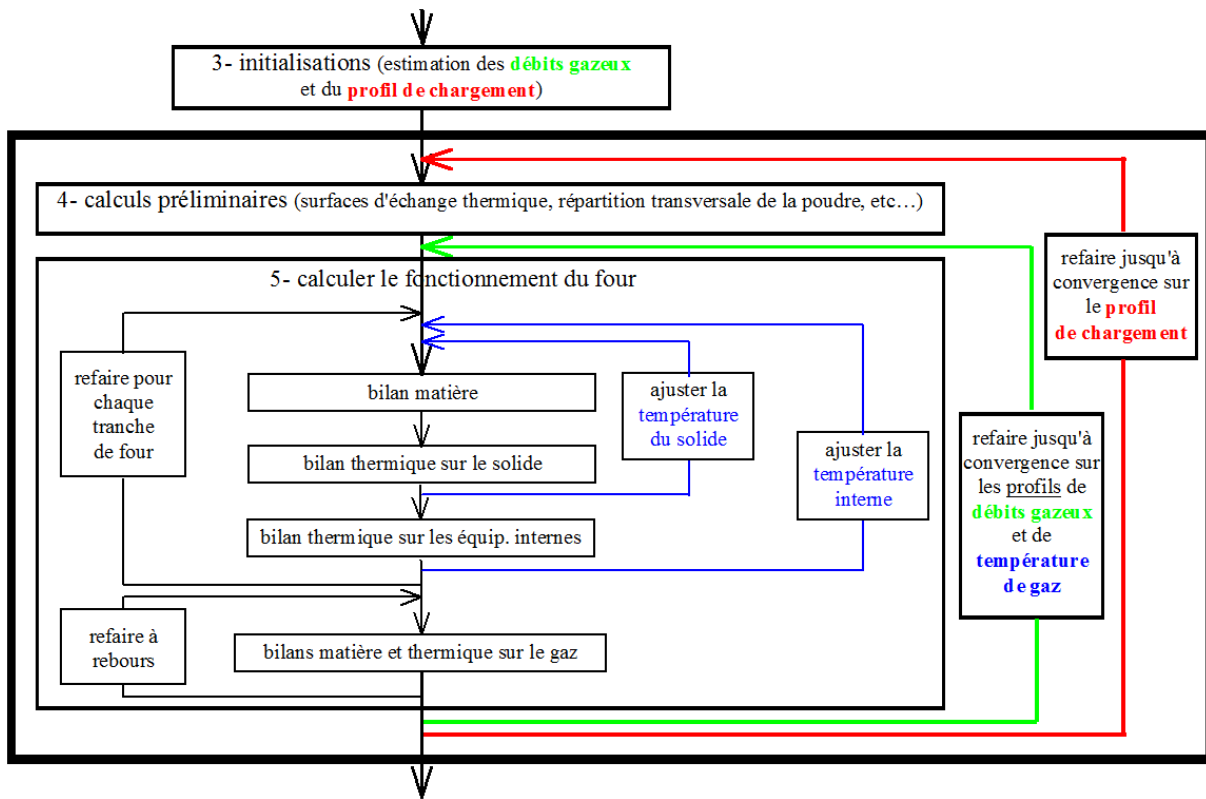 3- initialisations (estimation des débits gazeux
et du profil de chargement)
4- calculs préliminaires (surfaces d'échange thermique, répartition transversale de la poudre, etc…)
5- calculer le fonctionnement du four
refaire pour
chaque
tranche
de four
bilan matière
bilan thermique sur le solide
bilan thermique sur les équip. internes
ajuster la
température
du solide
ajuster la
température
interne
refaire à
rebours
bilans matière et thermique sur le gaz
refaire jusqu'à
convergence sur
les profils de
débits gazeux
et de
température
de gaz
refaire jusqu'à
convergence sur
le profil
de chargement